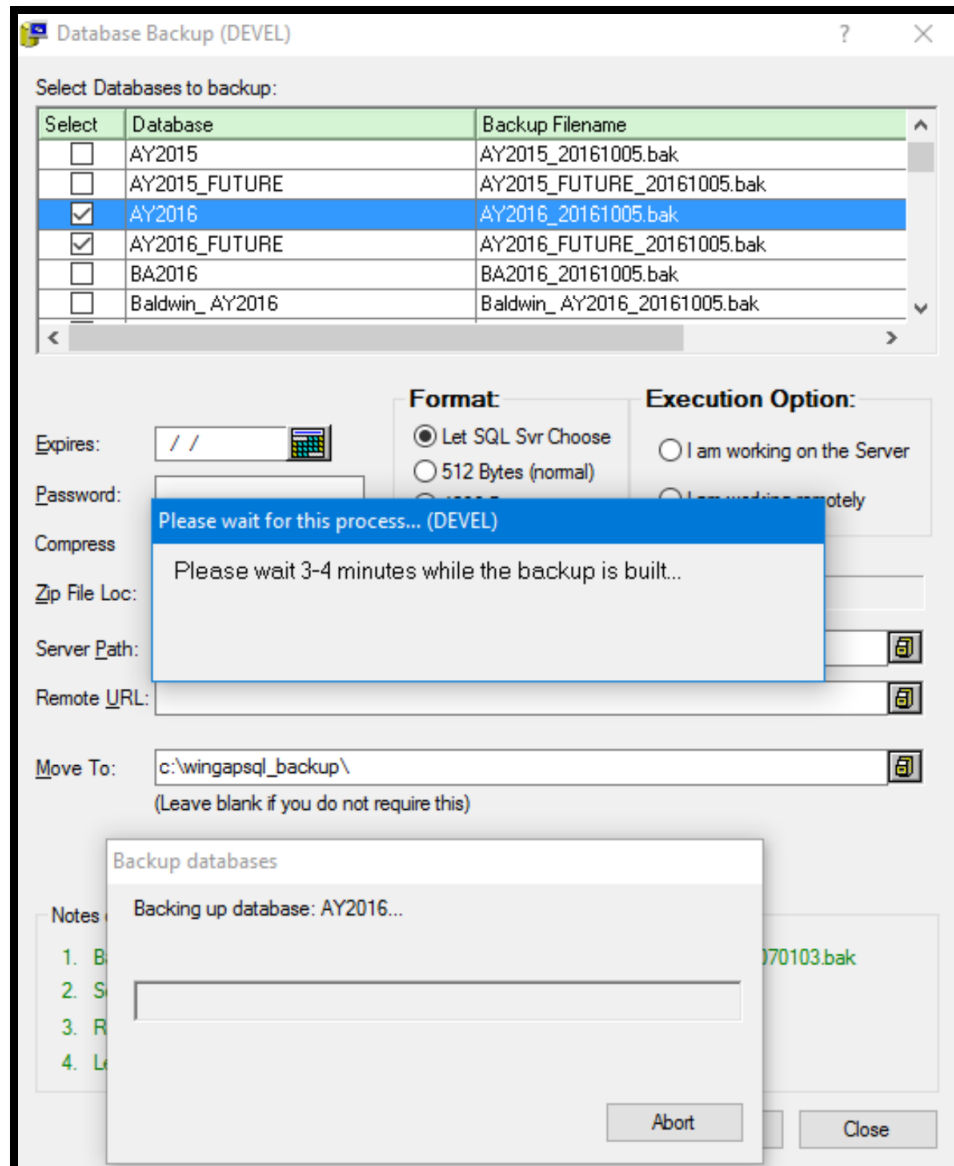 Database Backup (DEVEL)
?
Select Databases to backup:
Select Database Backup Filename
AY2015 AY2015_20161005.bak
AY2015_FUTURE AY2015_FUTURE_20161005.bak
AY2016 AY2016_20161005.bak
AY2016_FUTURE AY2016_FUTURE_20161005.bak
BA2016 BA2016_20161005.bak
Baldwin_ AY2016 Baldwin_ AY2016_20161005.bak
Format: Execution Option:
Expires: / / Let SQL Svr Choose I am working on the Server
512 Bytes (normal)
Password:
Please wait for this process... (DEVEL)
Compress
Please wait 3-4 minutes while the backup is built...
Zip File Loc:
Server Path:
Remote URL:
Move To: c:\wingapsql_backup\
(Leave blank if you do not require this)
Backup databases
Notes Backing up database: AY2016...
1. 070103.bak
2.
3.
4.
Abort
Close